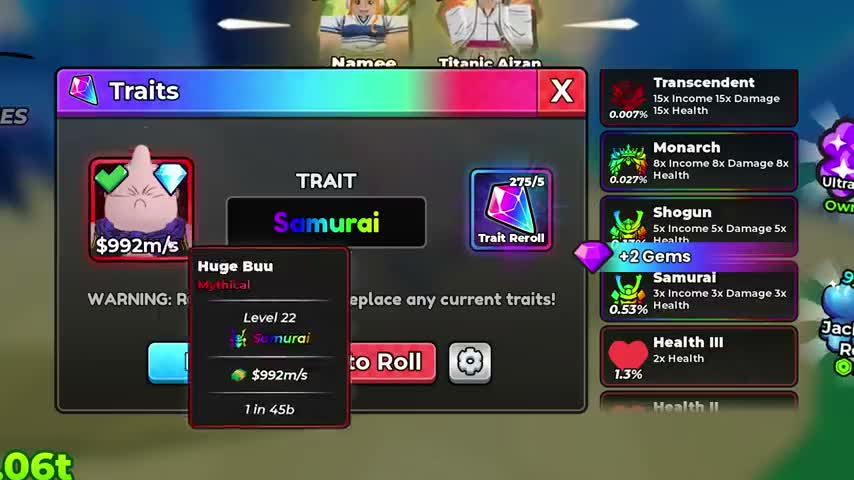 Namee
Titanic Aizan
ES
Traits
X
$992m/s
TRAIT
Samurai
275/5
Trait Reroll
WARNING: R
eplace any current traits!
to Roll
Huge Buu
Mythical
Level 22
Samurai
$992m/s
1 in 45b
Transcendent
15x Income 15x Damage
15x Health
0.007%
Monarch
8x Income 8x Damage 8x
Health
0.027%
Shogun
5x Income 5x Damage 5x
Health
+2 Gems
Samurai
3x Income 3x Damage 3x
Health
0.53%
Health III
2x Health
1.3%
Health II
Ultra
Own
Jack
Ro
.06t